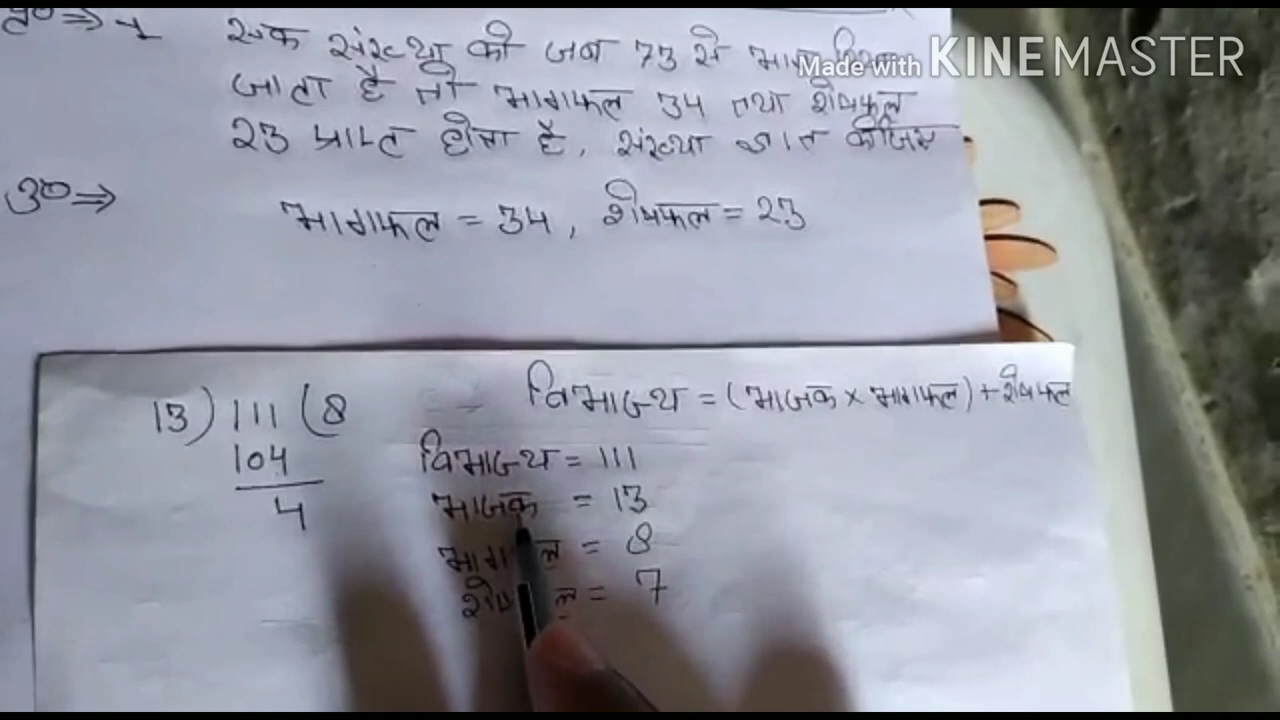 प्र० ⇒ 1 एक संख्या को जब 73 से भाग
Made with KINEMASTER
जाता है तो भागफल 34 तथा शेषफल
23 प्राप्त होता है, संख्या ज्ञात कीजिए
उ० ⇒
भागफल = 34, शेषफल = 23
13) 111 (8
विभाज्य = (भाजक x भागफल) + शेषफल
104
विभाज्य = 111
4
भाजक = 13
= 8
= 7